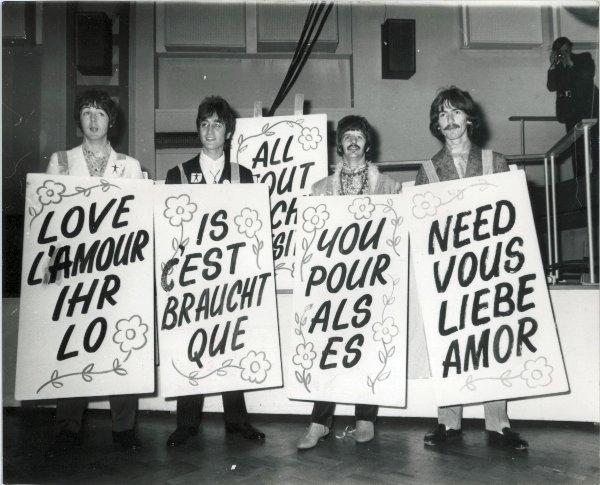 LOVE
L'AMOUR
IHR
LO
IS
C'EST
BRAUCHT
QUE
ALL
YOU
POUR
ALS
ES
NEED
VOUS
LIEBE
AMOR